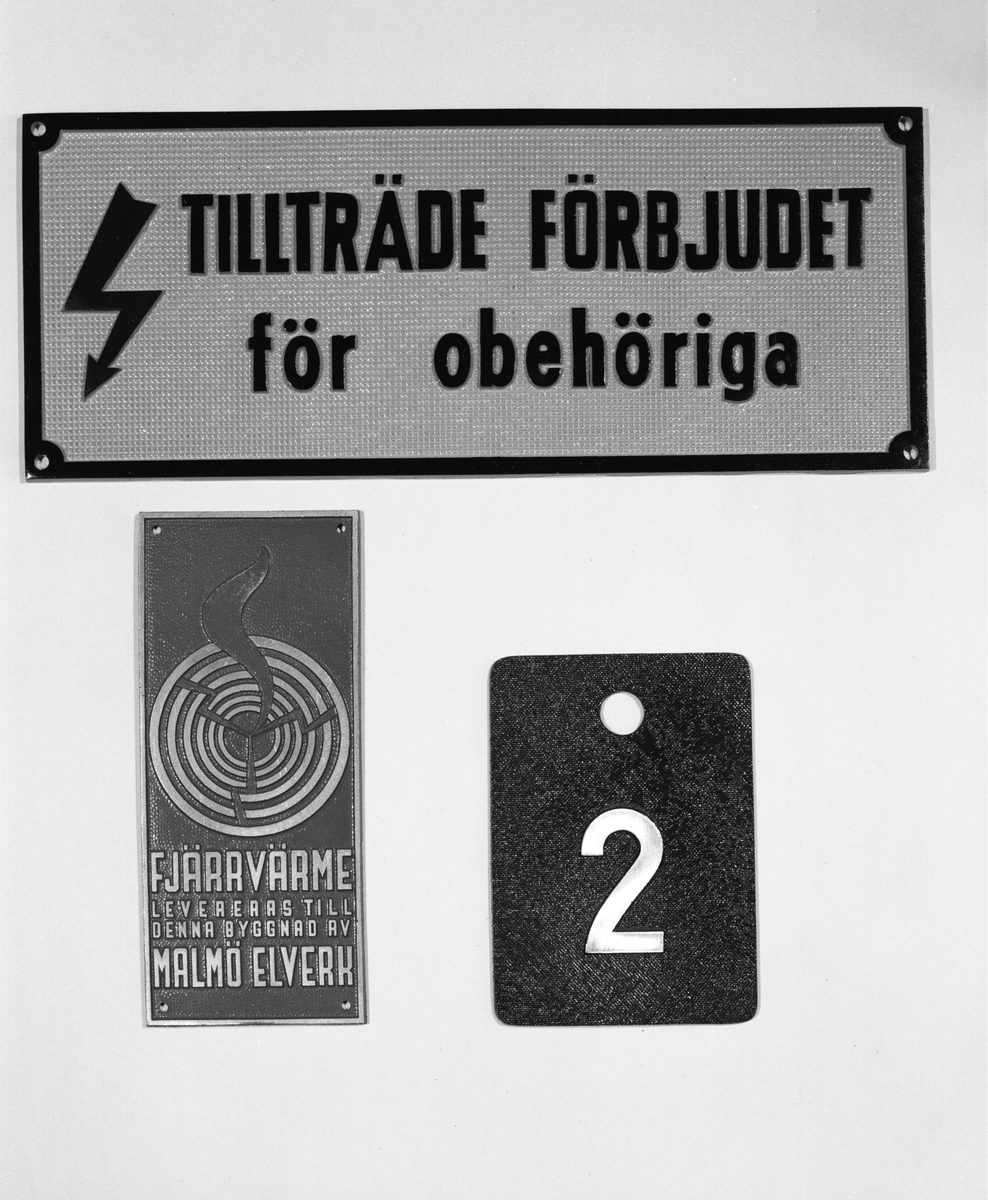 TILLTRÄDE FÖRBJUDET
för obehöriga
FJÄRRVÄRME
LEVERERAS TILL
DENNA BYGGNAD AV
MALMÖ ELVERK
2